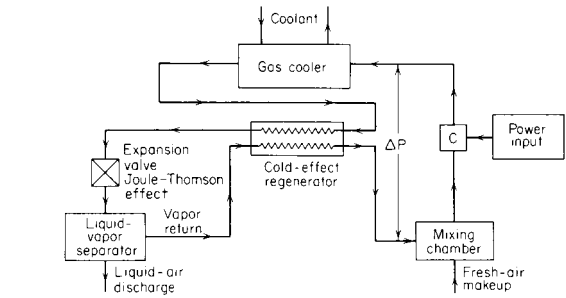 Coolant
Gas cooler
C
Power
input
ΔP
Expansion
valve
Joule-Thomson
effect
Cold-effect
regenerator
Liquid-
vapor
separator
Vapor
return
Mixing
chamber
Liquid-air
discharge
Fresh-air
makeup